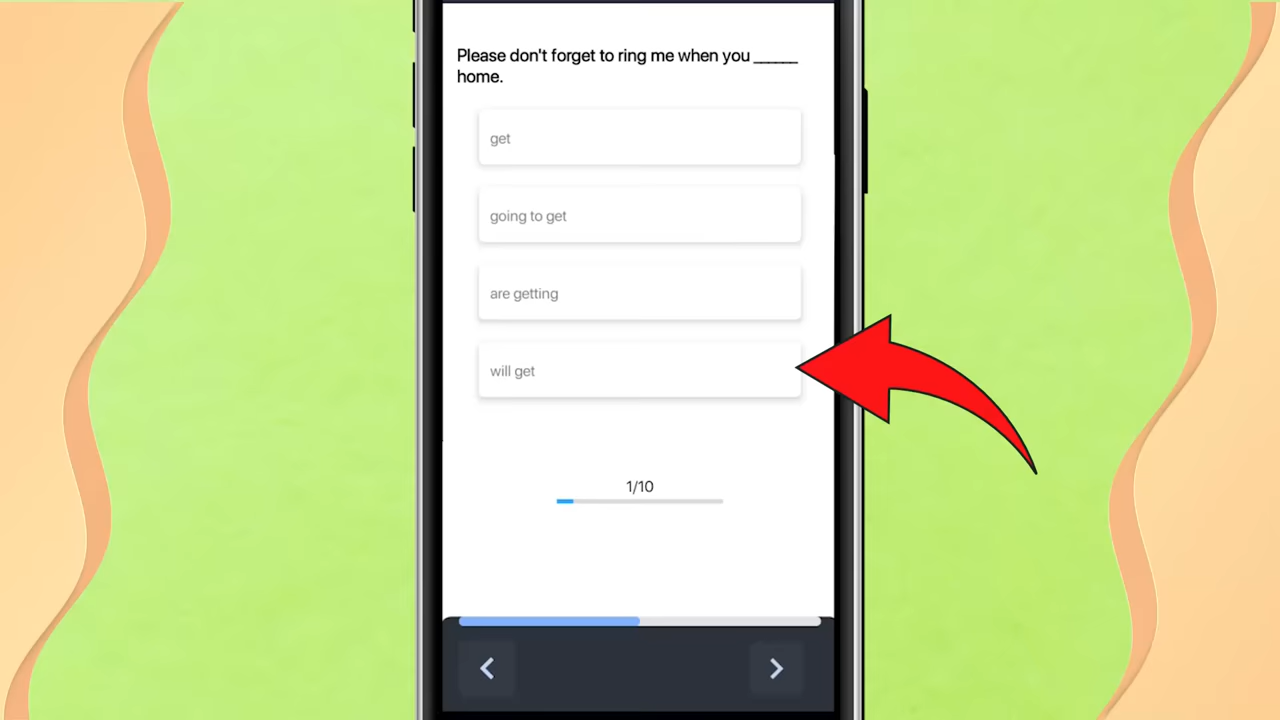 Please don't forget to ring me when you ______
home.
get
going to get
are getting
will get
1/10